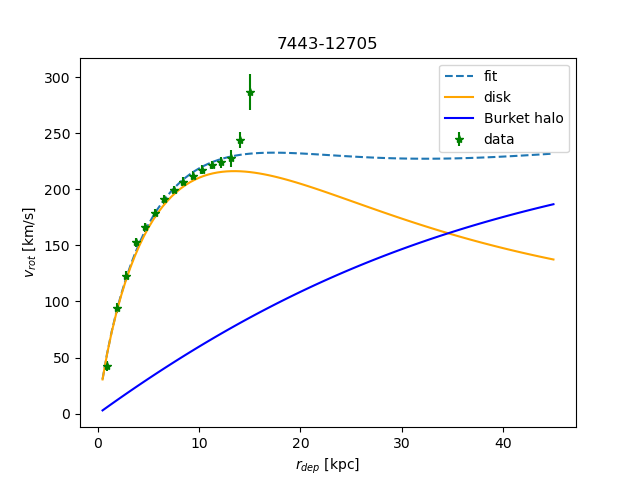 7443-12705
fit
disk
Burket halo
data
v_rot [km/s]
300
250
200
150
100
50
0
0 10 20 30 40
r_dep [kpc]